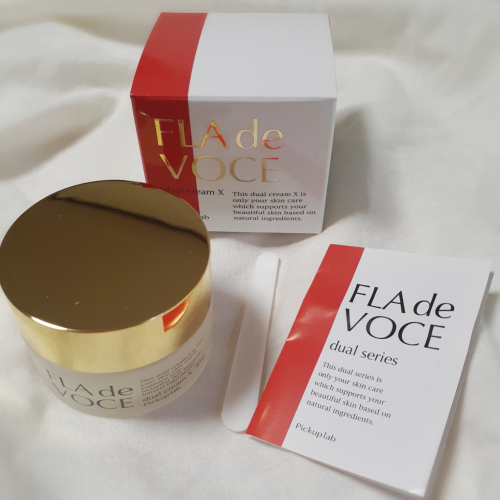 FLA de
VOCE
dual cream X
This dual cream X is
only your skin care
which supports your
beautiful skin based on
natural ingredients.
FLA de
VOCE
dual series
This dual series is
only your skin care
which supports your
beautiful skin based on
natural ingredients.
Pickuplab
FLA de
VOCE
dual cream X
Pickuplab